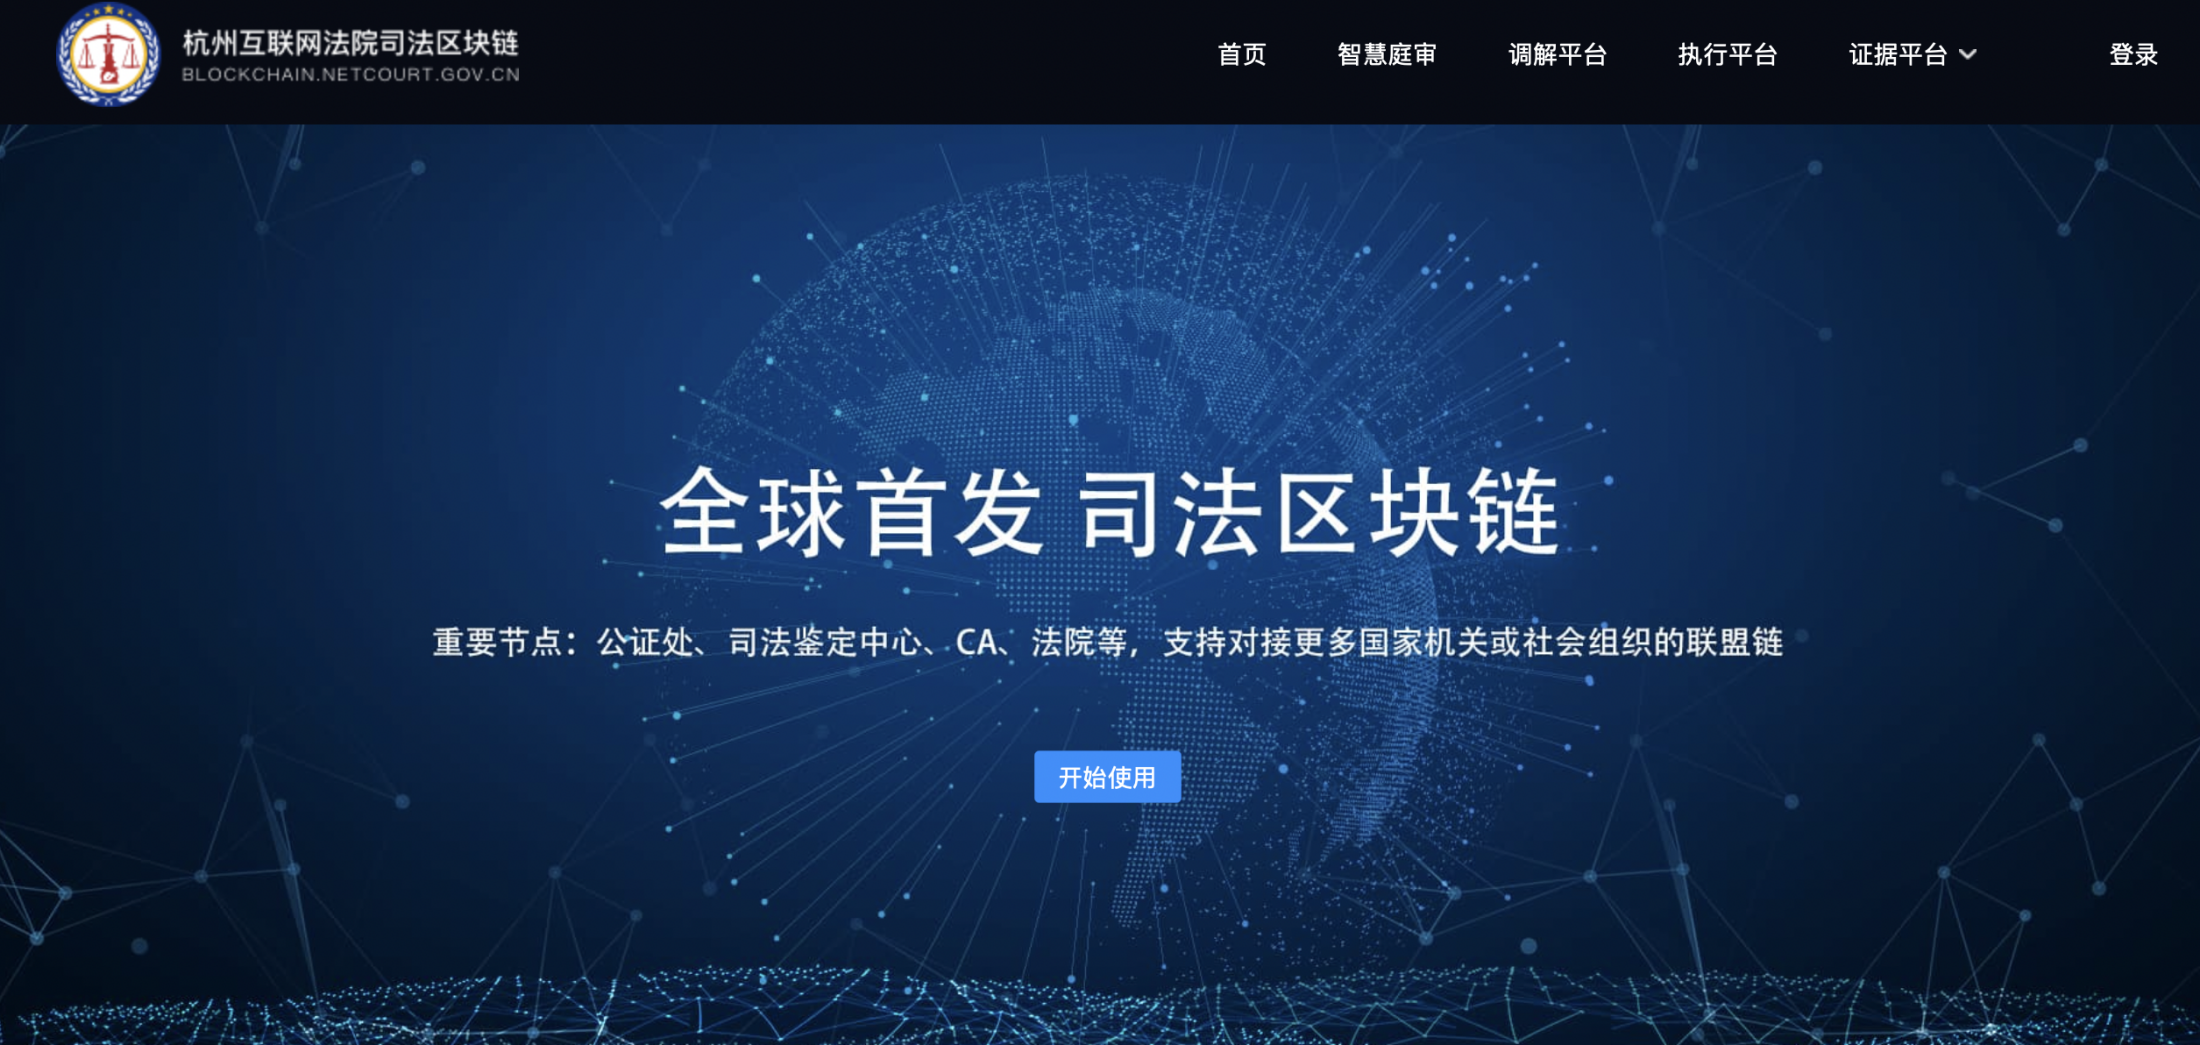 杭州互联网法院司法区块链
BLOCKCHAIN.NETCOURT.GOV.CN
首页 智慧庭审 调解平台 执行平台 证据平台 登录
全球首发 司法区块链
重要节点：公证处、司法鉴定中心、CA、法院等，支持对接更多国家机关或社会组织的联盟链
开始使用